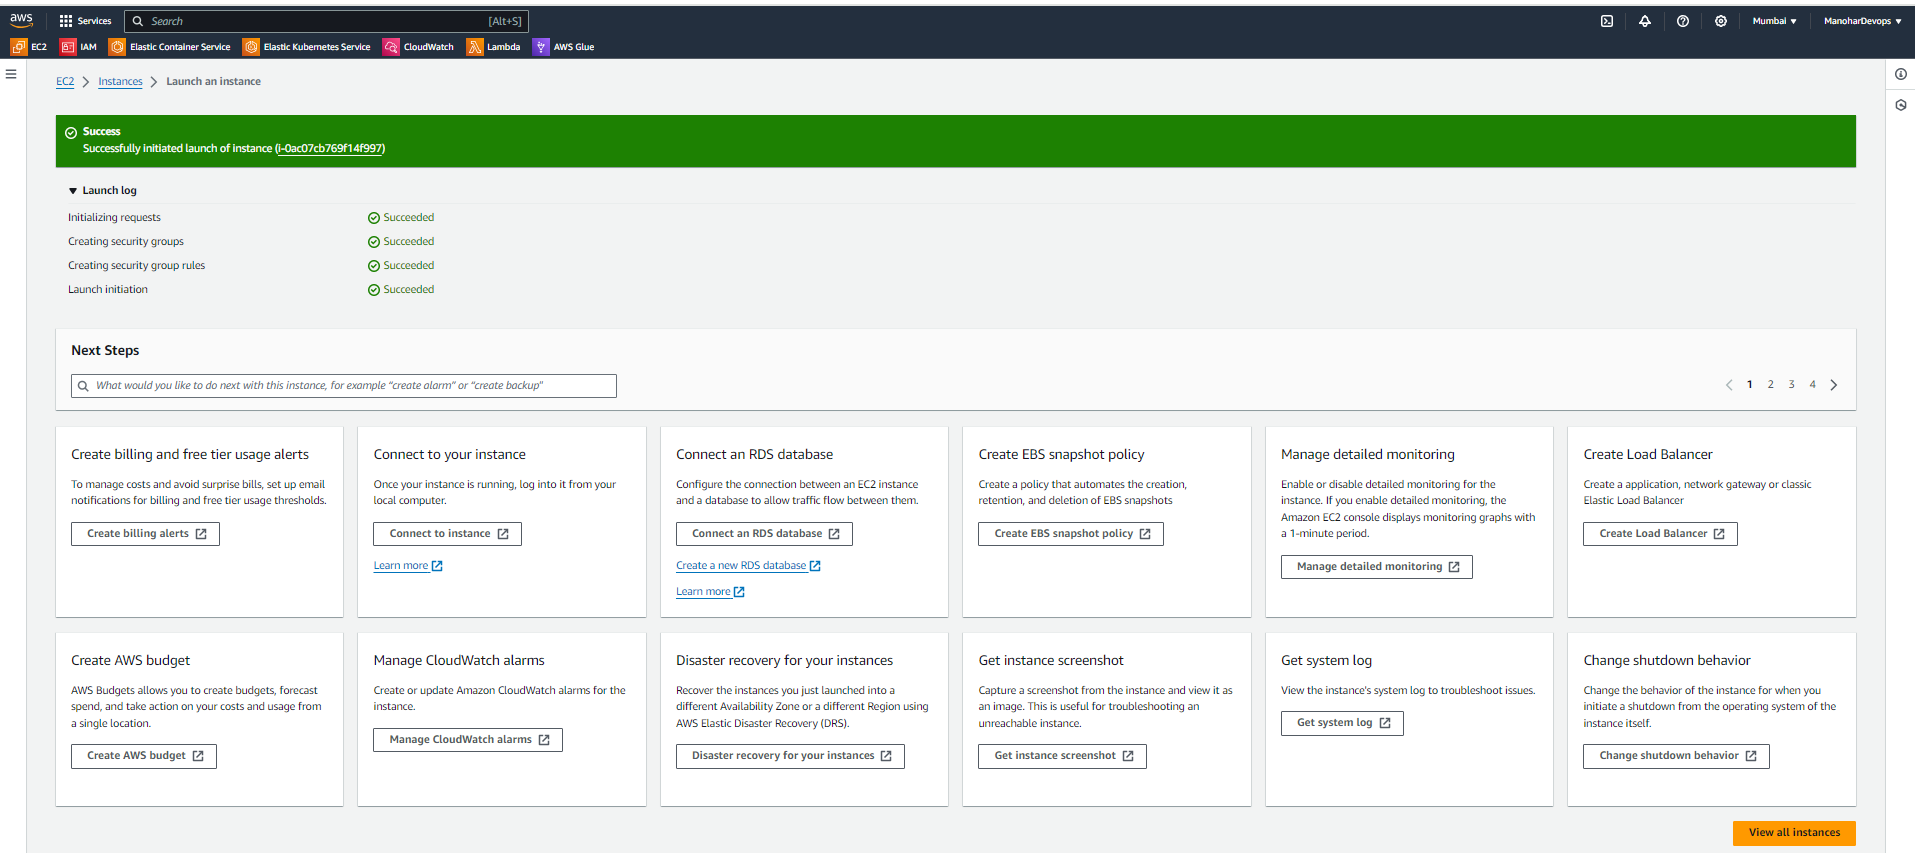 aws
Services
Search
[Alt+S]
Mumbai
ManoharDevops
EC2
IAM
Elastic Container Service
Elastic Kubernetes Service
CloudWatch
Lambda
AWS Glue
EC2 > Instances > Launch an instance
Success
Successfully initiated launch of instance (i-0ac07cb769f14f997)
Launch log
Initializing requests Succeeded
Creating security groups Succeeded
Creating security group rules Succeeded
Launch initiation Succeeded
Next Steps
What would you like to do next with this instance, for example "create alarm" or "create backup"
1 2 3 4
Create billing and free tier usage alerts
To manage costs and avoid surprise bills, set up email
notifications for billing and free tier usage thresholds.
Create billing alerts
Connect to your instance
Once your instance is running, log into it from your
local computer.
Connect to instance
Learn more
Connect an RDS database
Configure the connection between an EC2 instance
and a database to allow traffic flow between them.
Connect an RDS database
Create a new RDS database
Learn more
Create EBS snapshot policy
Create a policy that automates the creation,
retention, and deletion of EBS snapshots
Create EBS snapshot policy
Manage detailed monitoring
Enable or disable detailed monitoring for the
instance. If you enable detailed monitoring, the
Amazon EC2 console displays monitoring graphs with
a 1-minute period.
Manage detailed monitoring
Create Load Balancer
Create a application, network gateway or classic
Elastic Load Balancer
Create Load Balancer
Create AWS budget
AWS Budgets allows you to create budgets, forecast
spend, and take action on your costs and usage from
a single location.
Create AWS budget
Manage CloudWatch alarms
Create or update Amazon CloudWatch alarms for the
instance.
Manage CloudWatch alarms
Disaster recovery for your instances
Recover the instances you just launched into a
different Availability Zone or a different Region using
AWS Elastic Disaster Recovery (DRS).
Disaster recovery for your instances
Get instance screenshot
Capture a screenshot from the instance and view it as
an image. This is useful for troubleshooting an
unreachable instance.
Get instance screenshot
Get system log
View the instance's system log to troubleshoot issues.
Get system log
Change shutdown behavior
Change the behavior of the instance for when you
initiate a shutdown from the operating system of the
instance itself.
Change shutdown behavior
View all instances